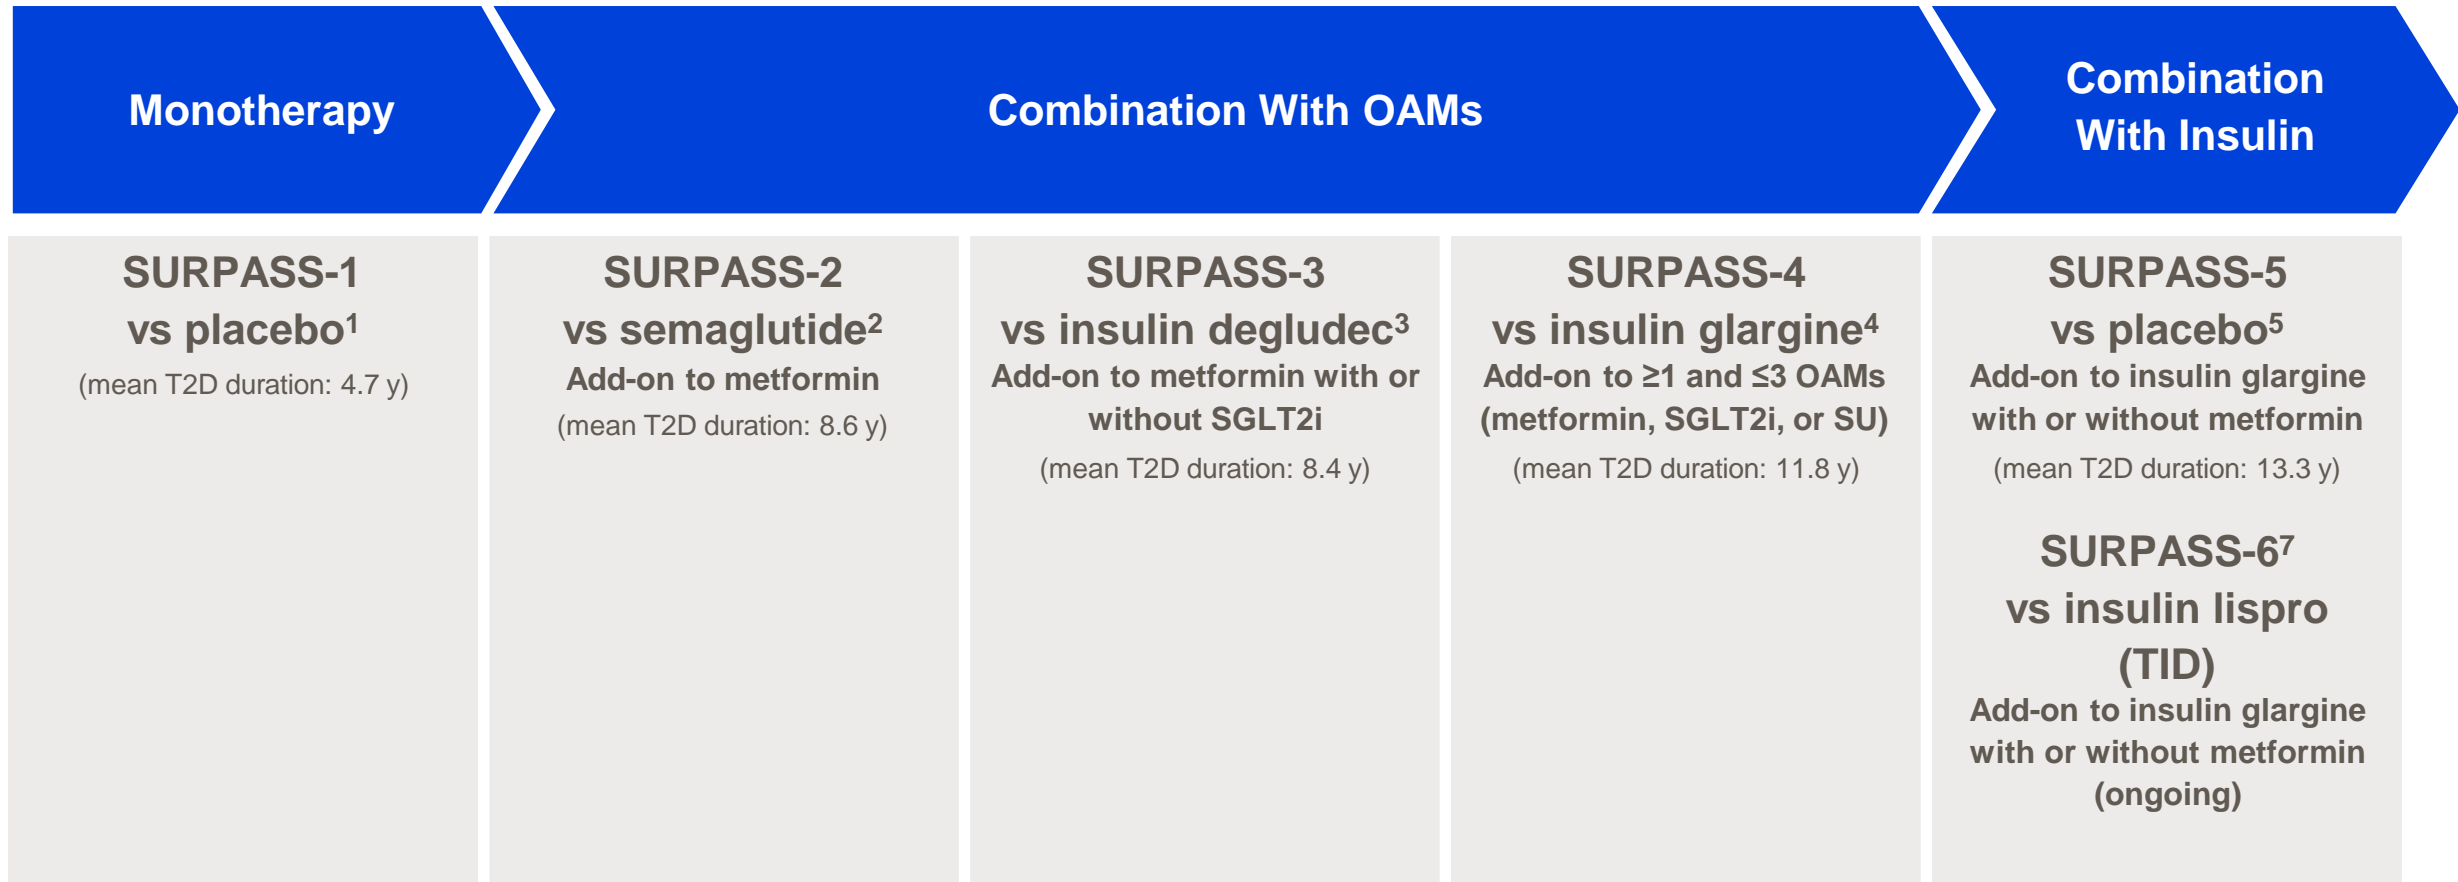 Monotherapy
Combination With OAMs
Combination
With Insulin
SURPASS-1
vs placebo¹
(mean T2D duration: 4.7 y)
SURPASS-2
vs semaglutide²
Add-on to metformin
(mean T2D duration: 8.6 y)
SURPASS-3
vs insulin degludec³
Add-on to metformin with or
without SGLT2i
(mean T2D duration: 8.4 y)
SURPASS-4
vs insulin glargine⁴
Add-on to ≥1 and ≤3 OAMs
(metformin, SGLT2i, or SU)
(mean T2D duration: 11.8 y)
SURPASS-5
vs placebo⁵
Add-on to insulin glargine
with or without metformin
(mean T2D duration: 13.3 y)
SURPASS-6⁷
vs insulin lispro
(TID)
Add-on to insulin glargine
with or without metformin
(ongoing)